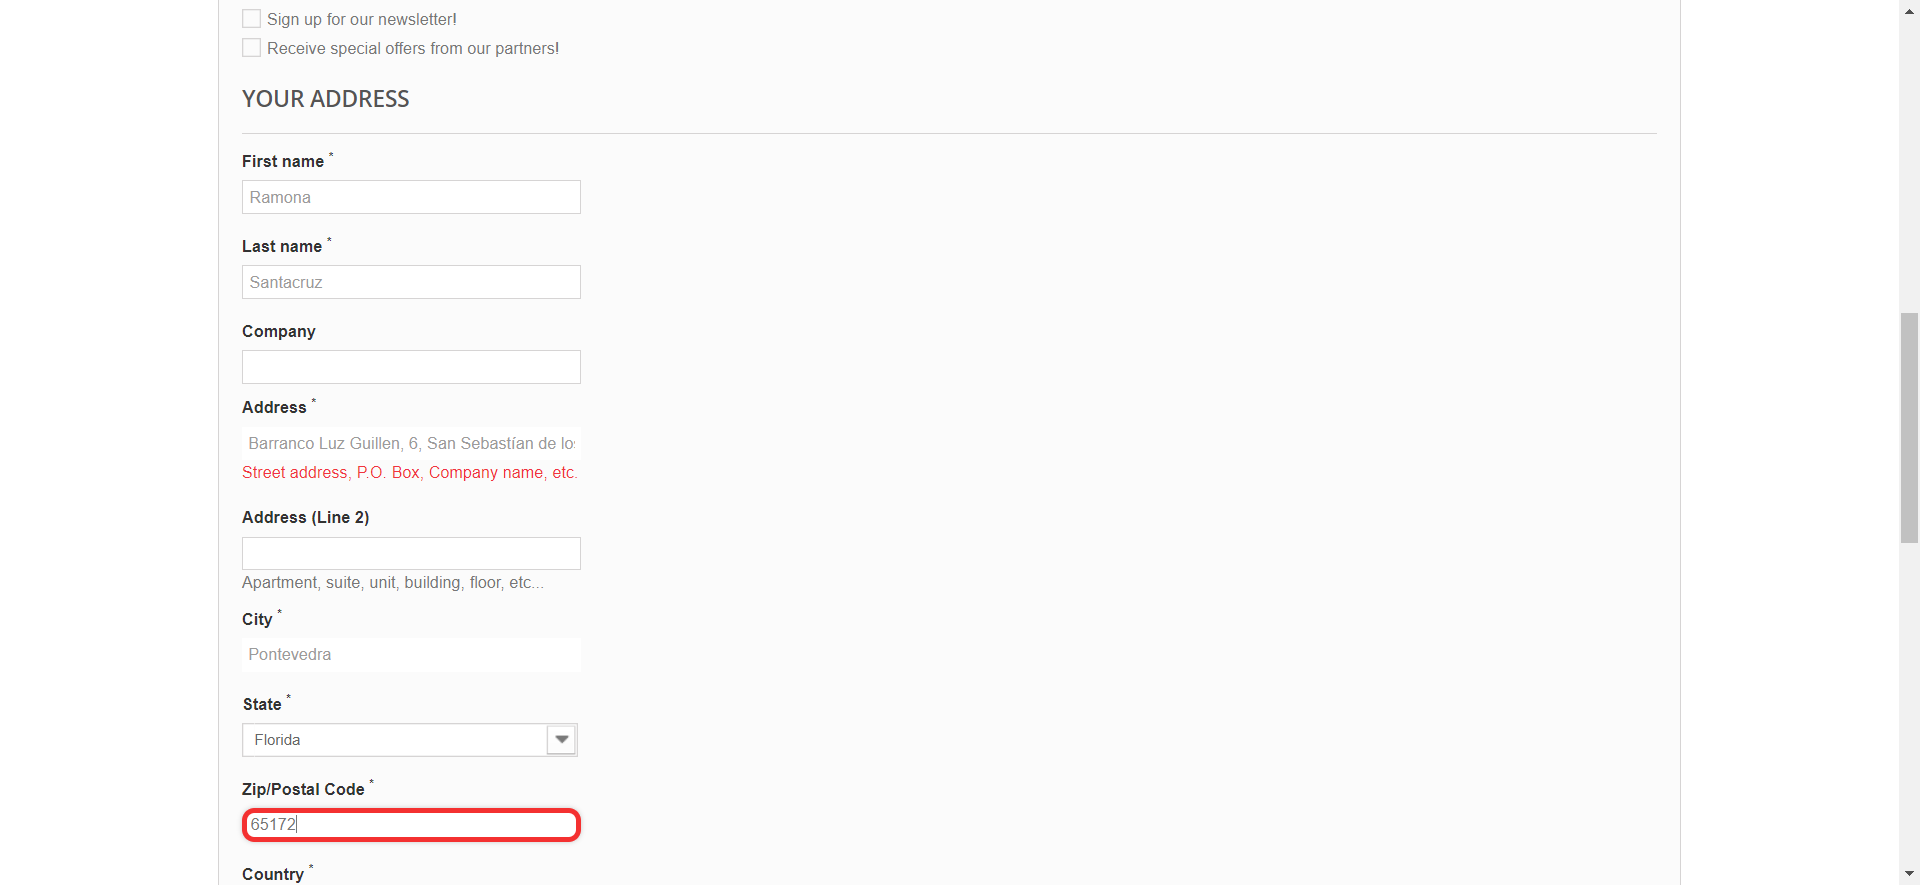 Sign up for our newsletter!
Receive special offers from our partners!
YOUR ADDRESS
First name *
Ramona
Last name *
Santacruz
Company
Address *
Barranco Luz Guillen, 6, San Sebastían de los
Street address, P.O. Box, Company name, etc.
Address (Line 2)
Apartment, suite, unit, building, floor, etc...
City *
Pontevedra
State *
Florida
Zip/Postal Code *
65172
Country *